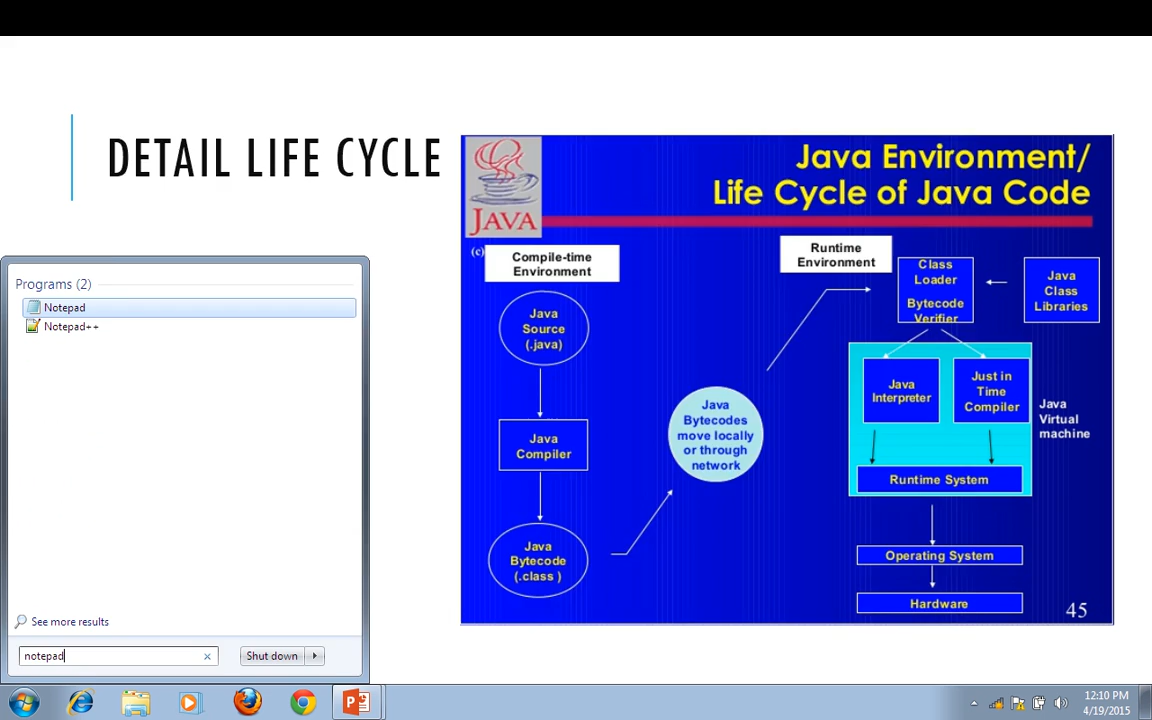 DETAIL LIFE CYCLE
JAVA
Java Environment/
Life Cycle of Java Code
(c)
Compile-time
Environment
Java
Source
(.java)
Java
Compiler
Java
Bytecode
(.class )
Java
Bytecodes
move locally
or through
network
Runtime
Environment
Class
Loader
Bytecode
Verifier
Java
Class
Libraries
Java
Interpreter
Just in
Time
Compiler
Java
Virtual
machine
Runtime System
Operating System
Hardware
45
Programs (2)
Notepad
Notepad++
See more results
notepad
Shut down
12:10 PM
4/19/2015